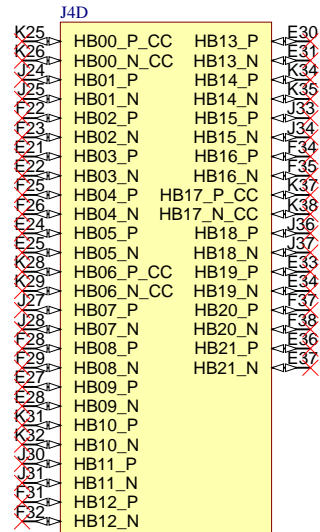 J4D
K25 HB00_P_CC HB13_P E30
K26 HB00_N_CC HB13_N E31
J24 HB01_P HB14_P K34
J25 HB01_N HB14_N K35
F22 HB02_P HB15_P J33
F23 HB02_N HB15_N J34
E21 HB03_P HB16_P F34
E22 HB03_N HB16_N F35
F25 HB04_P HB17_P_CC K37
F26 HB04_N HB17_N_CC K38
E24 HB05_P HB18_P J36
E25 HB05_N HB18_N J37
K28 HB06_P_CC HB19_P E33
K29 HB06_N_CC HB19_N E34
J27 HB07_P HB20_P F37
J28 HB07_N HB20_N F38
F28 HB08_P HB21_P E36
F29 HB08_N HB21_N E37
E27 HB09_P
E28 HB09_N
K31 HB10_P
K32 HB10_N
J30 HB11_P
J31 HB11_N
F31 HB12_P
F32 HB12_N